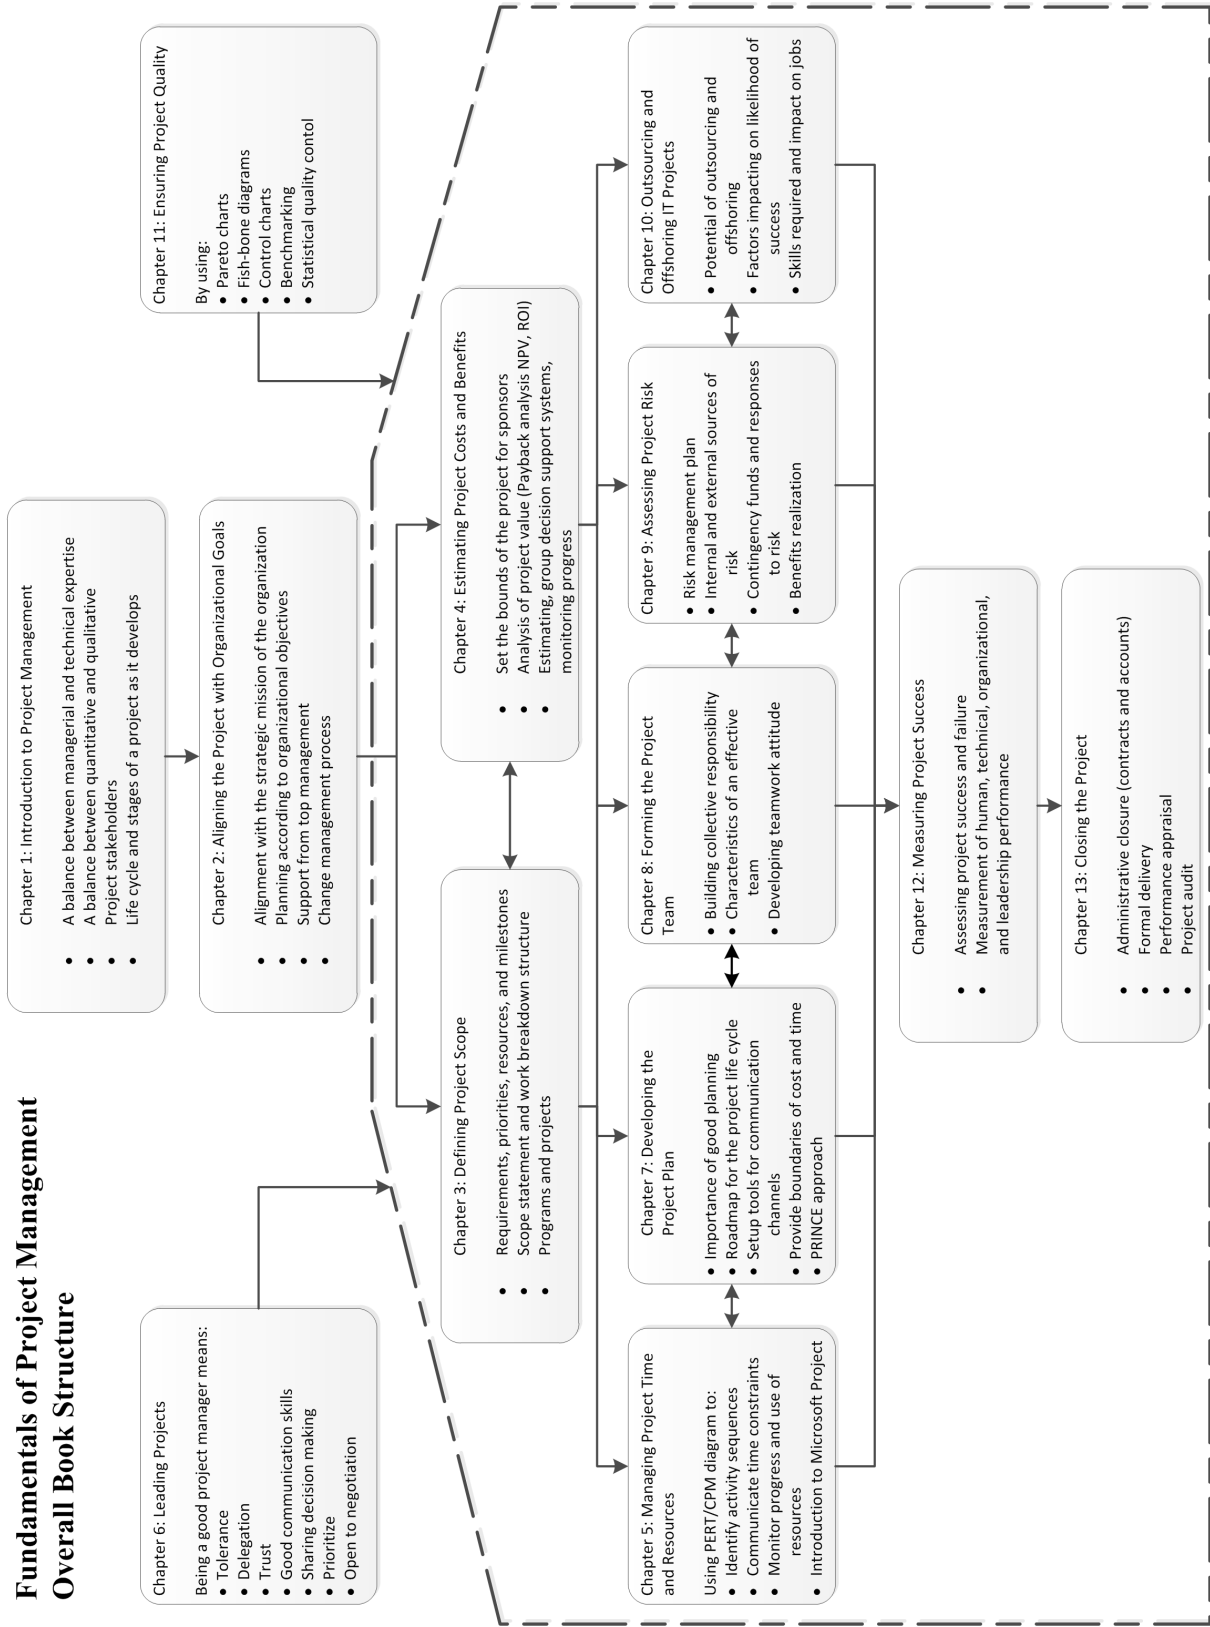 Fundamentals of Project Management
Overall Book Structure
Chapter 1: Introduction to Project Management
• A balance between managerial and technical expertise
• A balance between quantitative and qualitative
• Project stakeholders
• Life cycle and stages of a project as it develops
Chapter 6: Leading Projects
Being a good project manager means:
• Tolerance
• Delegation
• Trust
• Good communication skills
• Sharing decision making
• Prioritize
• Open to negotiation
Chapter 2: Aligning the Project with Organizational Goals
• Alignment with the strategic mission of the organization
• Planning according to organizational objectives
• Support from top management
• Change management process
Chapter 11: Ensuring Project Quality
By using:
• Pareto charts
• Fish-bone diagrams
• Control charts
• Benchmarking
• Statistical quality contol
Chapter 3: Defining Project Scope
• Requirements, priorities, resources, and milestones
• Scope statement and work breakdown structure
• Programs and projects
Chapter 4: Estimating Project Costs and Benefits
• Set the bounds of the project for sponsors
• Analysis of project value (Payback analysis NPV, ROI)
• Estimating, group decision support systems,
monitoring progress
Chapter 5: Managing Project Time
and Resources
Using PERT/CPM diagram to:
• Identify activity sequences
• Communicate time constraints
• Monitor progress and use of
resources
• Introduction to Microsoft Project
Chapter 7: Developing the
Project Plan
• Importance of good planning
• Roadmap for the project life cycle
• Setup tools for communication
channels
• Provide boundaries of cost and time
• PRINCE approach
Chapter 8: Forming the Project
Team
• Building collective responsibility
• Characteristics of an effective
team
• Developing teamwork attitude
Chapter 9: Assessing Project Risk
• Risk management plan
• Internal and external sources of
risk
• Contingency funds and responses
to risk
• Benefits realization
Chapter 10: Outsourcing and
Offshoring IT Projects
• Potential of outsourcing and
offshoring
• Factors impacting on likelihood of
success
• Skills required and impact on jobs
Chapter 12: Measuring Project Success
• Assessing project success and failure
• Measurement of human, technical, organizational,
and leadership performance
Chapter 13: Closing the Project
• Administrative closure (contracts and accounts)
• Formal delivery
• Performance appraisal
• Project audit